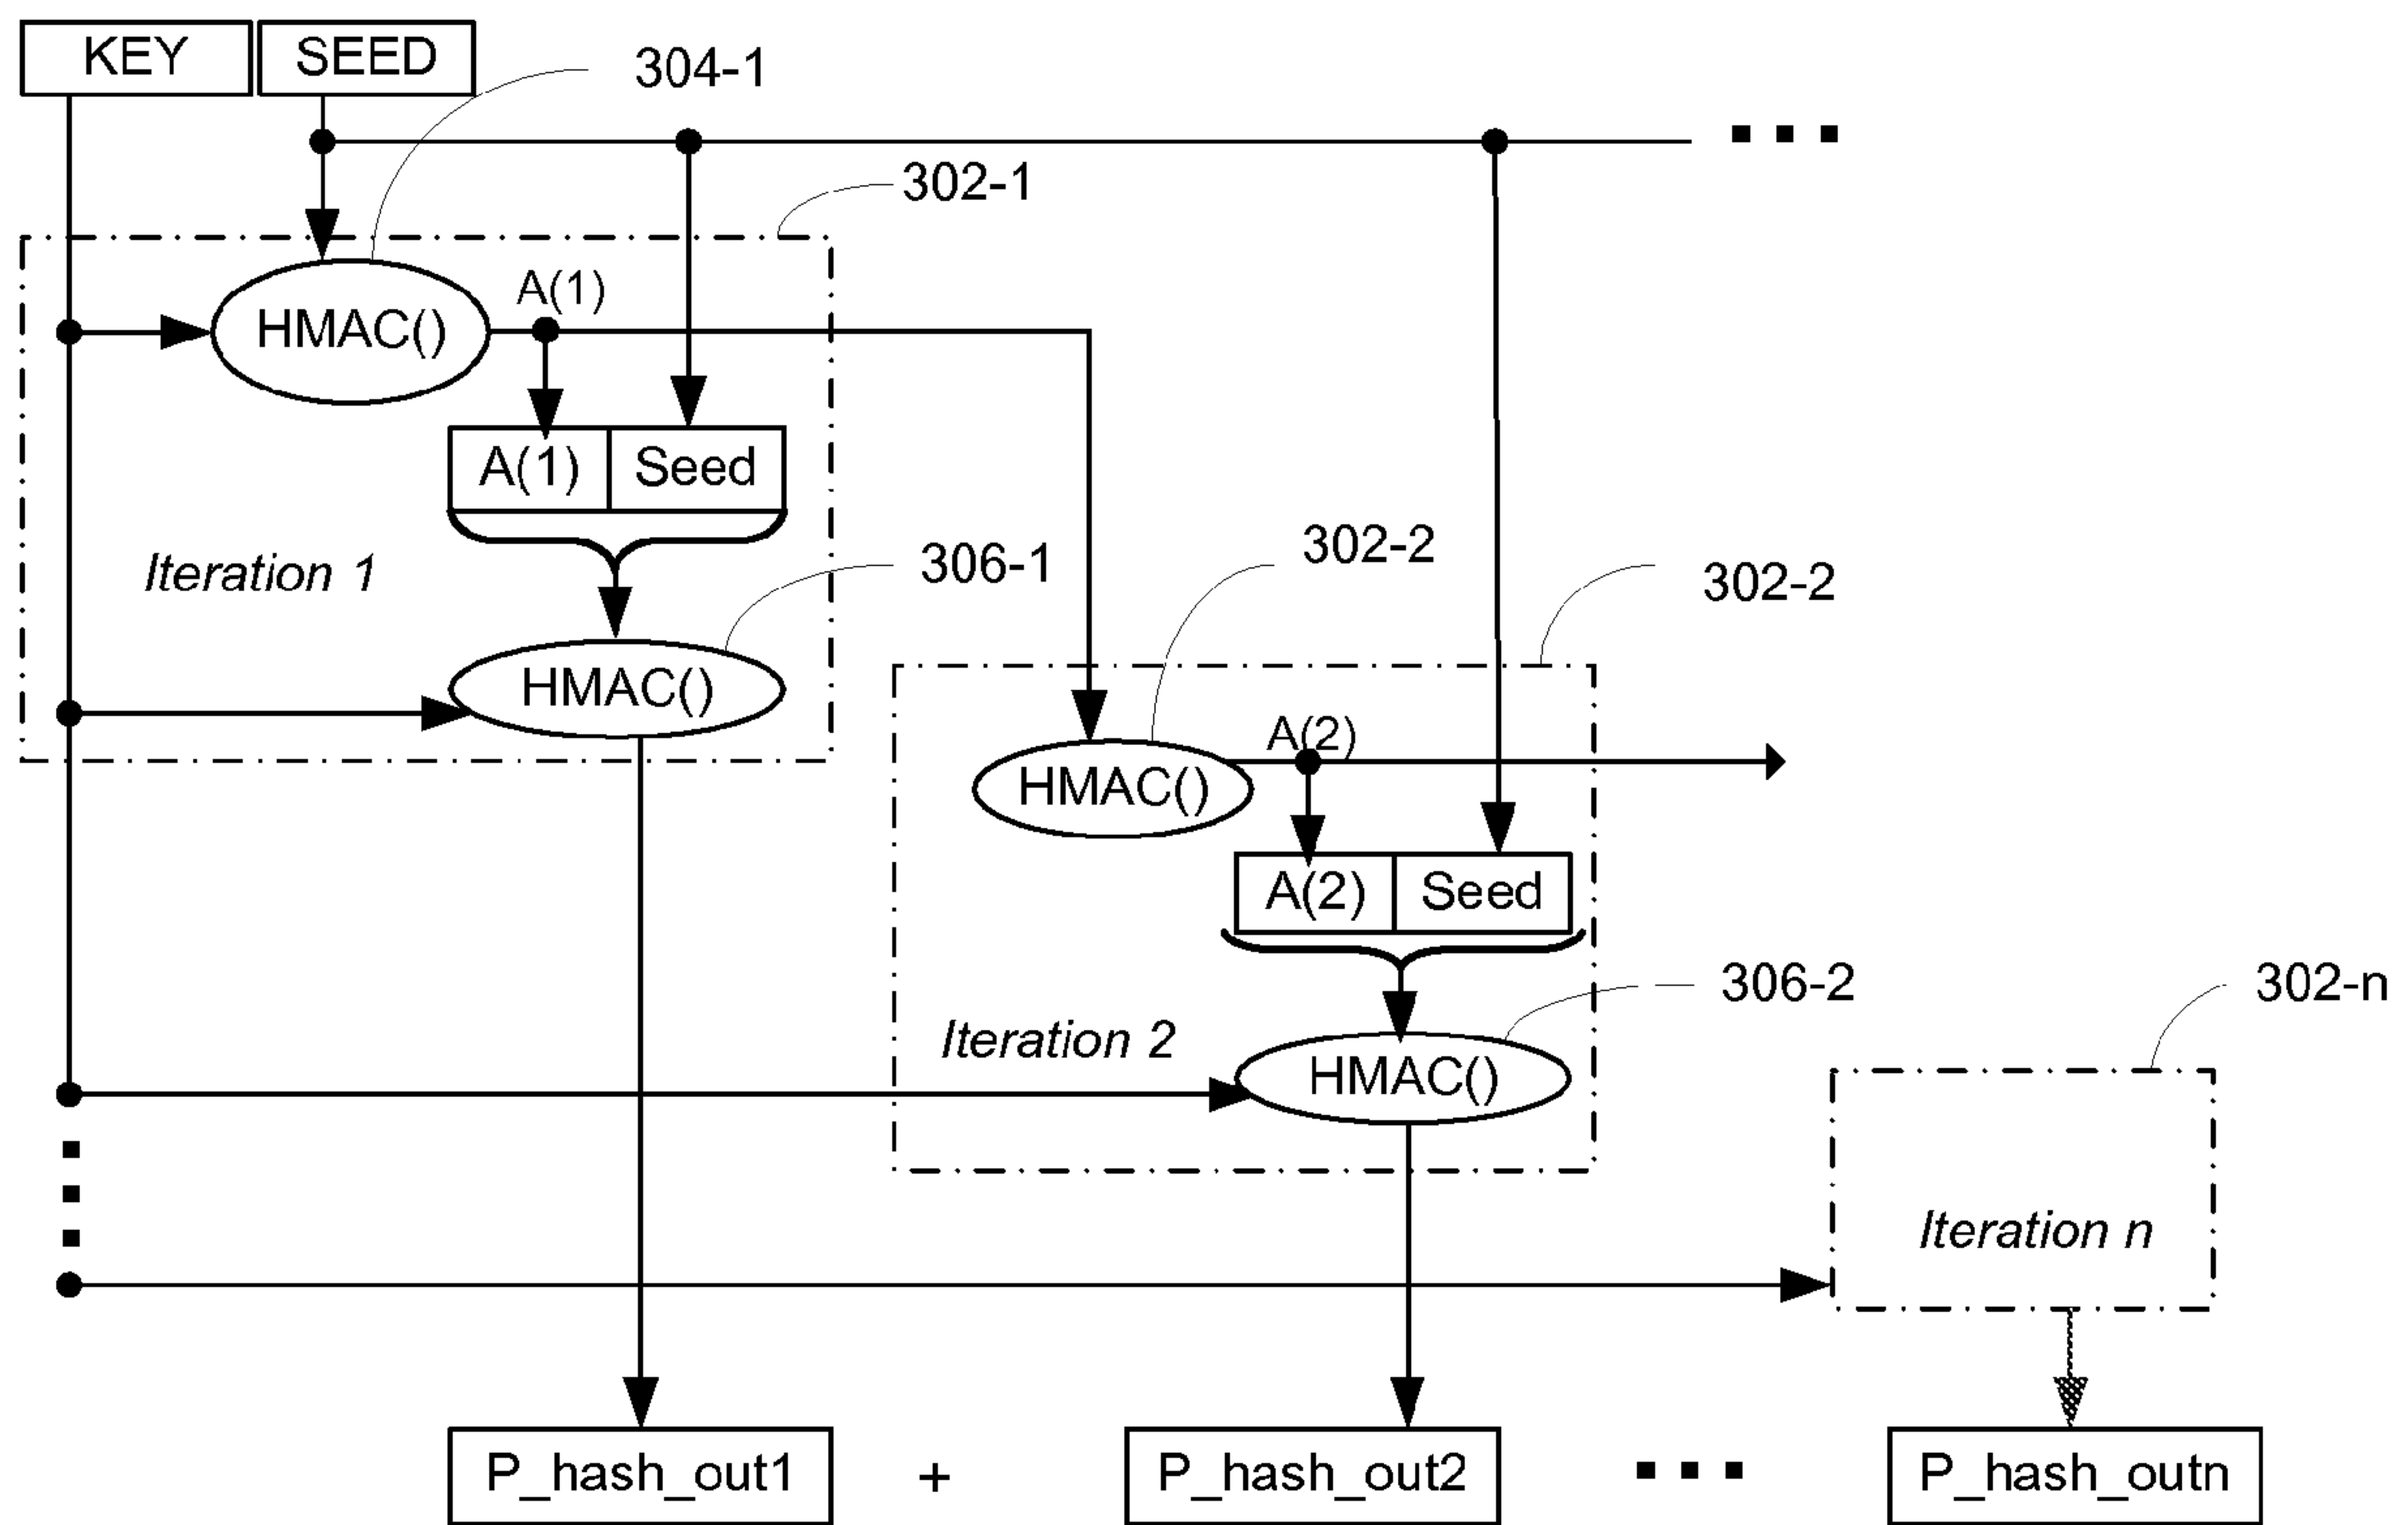 KEY
SEED
304-1
302-1
HMAC()
A(1)
A(1)
Seed
Iteration 1
306-1
302-2
302-2
HMAC()
A(2)
HMAC()
A(2)
Seed
306-2
302-n
Iteration 2
HMAC()
Iteration n
P_hash_out1
+
P_hash_out2
P_hash_outn